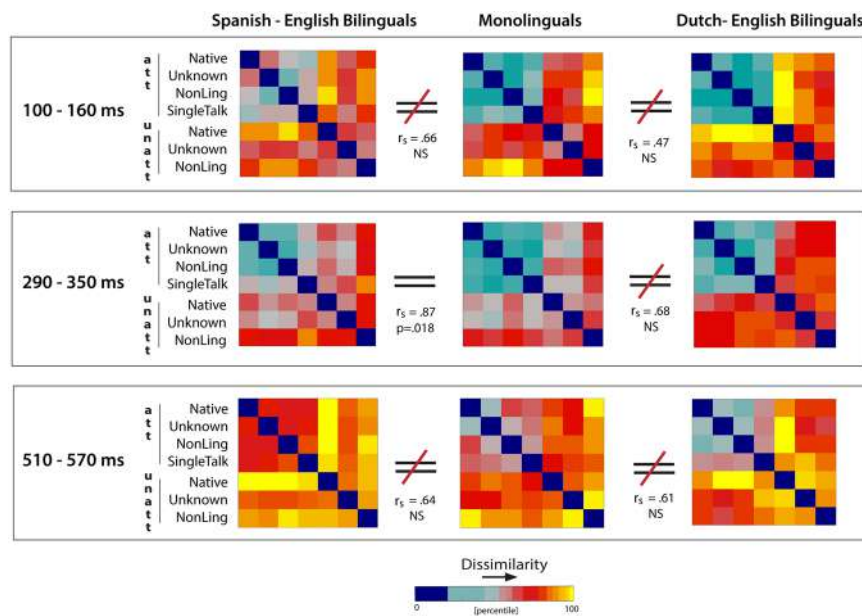 Spanish - English Bilinguals Monolinguals Dutch- English Bilinguals
100 - 160 ms
att
Native
Unknown
NonLing
SingleTalk
unatt
Native
Unknown
NonLing
rs = .66
NS
rs = .47
NS
290 - 350 ms
att
Native
Unknown
NonLing
SingleTalk
unatt
Native
Unknown
NonLing
rs = .87
p=.018
rs = .68
NS
510 - 570 ms
att
Native
Unknown
NonLing
SingleTalk
unatt
Native
Unknown
NonLing
rs = .64
NS
rs = .61
NS
Dissimilarity
0 [percentile] 100